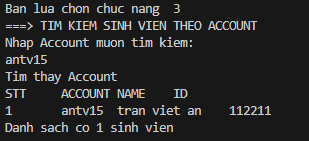 Ban lua chon chuc nang  3
===> TIM KIEM SINH VIEN THEO ACCOUNT
Nhap Account muon tim kiem:
antv15
Tim thay Account
STT     ACCOUNT NAME    ID
1       antv15  tran viet an    112211
Danh sach co 1 sinh vien